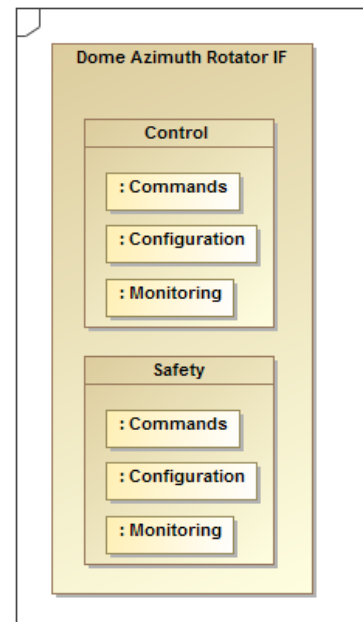 Dome Azimuth Rotator IF
Control
: Commands
: Configuration
: Monitoring
Safety
: Commands
: Configuration
: Monitoring